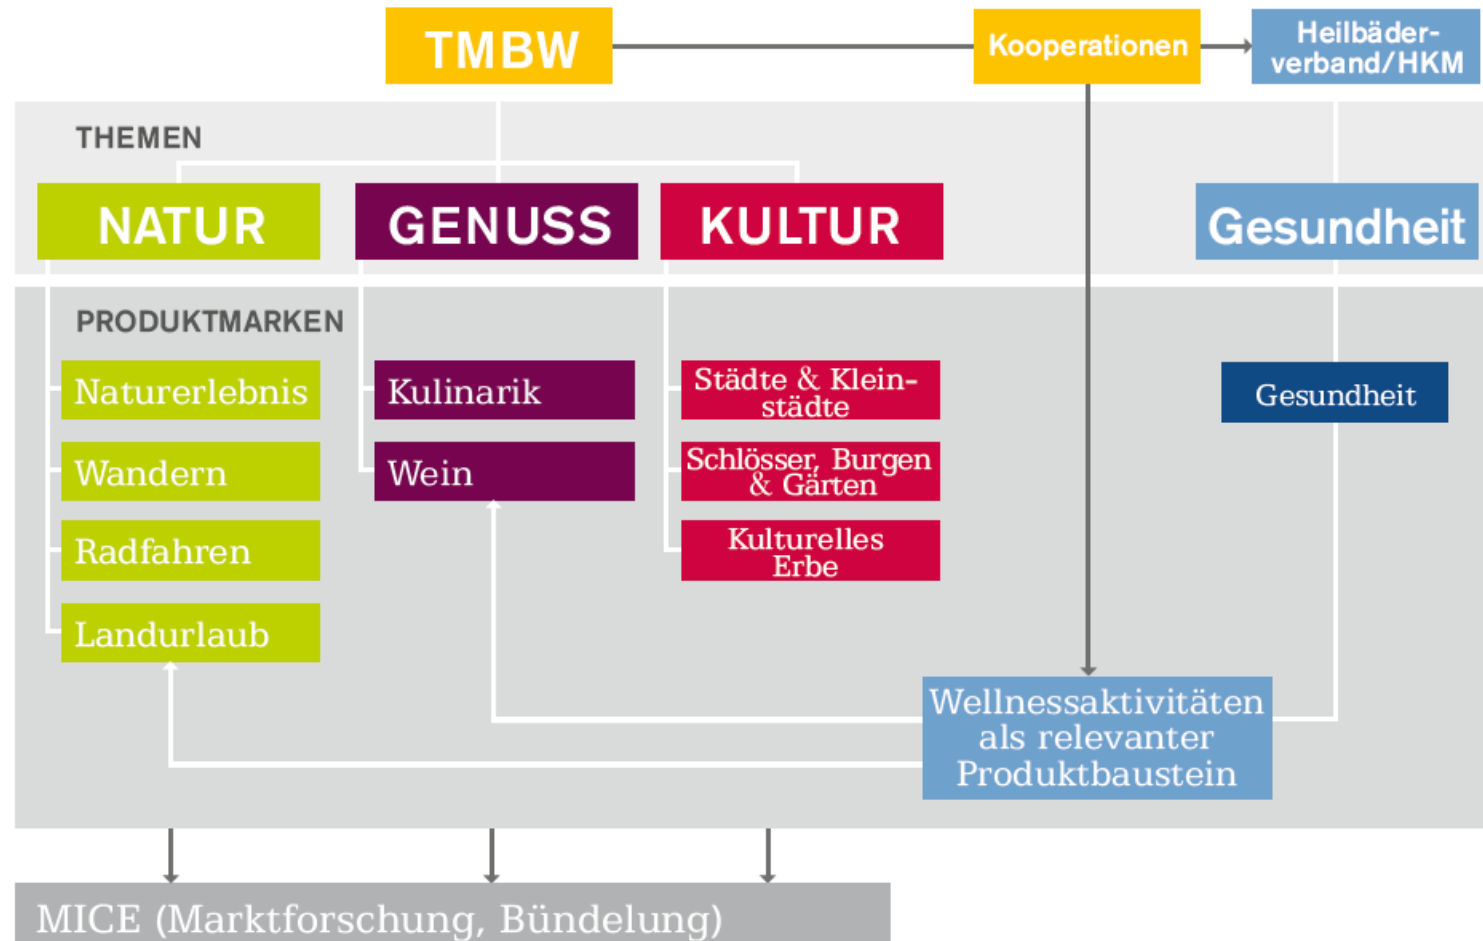 TMBW
Kooperationen
Heilbäder-
verband/HKM
THEMEN
NATUR
GENUSS
KULTUR
Gesundheit
PRODUKTMARKEN
Naturerlebnis
Wandern
Radfahren
Landurlaub
Kulinarik
Wein
Städte & Klein-
städte
Schlösser, Burgen
& Gärten
Kulturelles
Erbe
Gesundheit
Wellnessaktivitäten
als relevanter
Produktbaustein
MICE (Marktforschung, Bündelung)